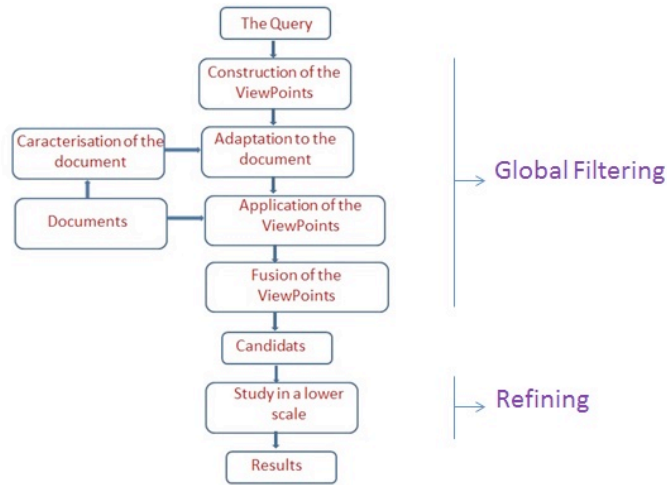 The Query
Construction of the
ViewPoints
Caracterisation of the
document
Adaptation to the
document
Global Filtering
Documents
Application of the
ViewPoints
Fusion of the
ViewPoints
Candidats
Study in a lower
scale
Refining
Results